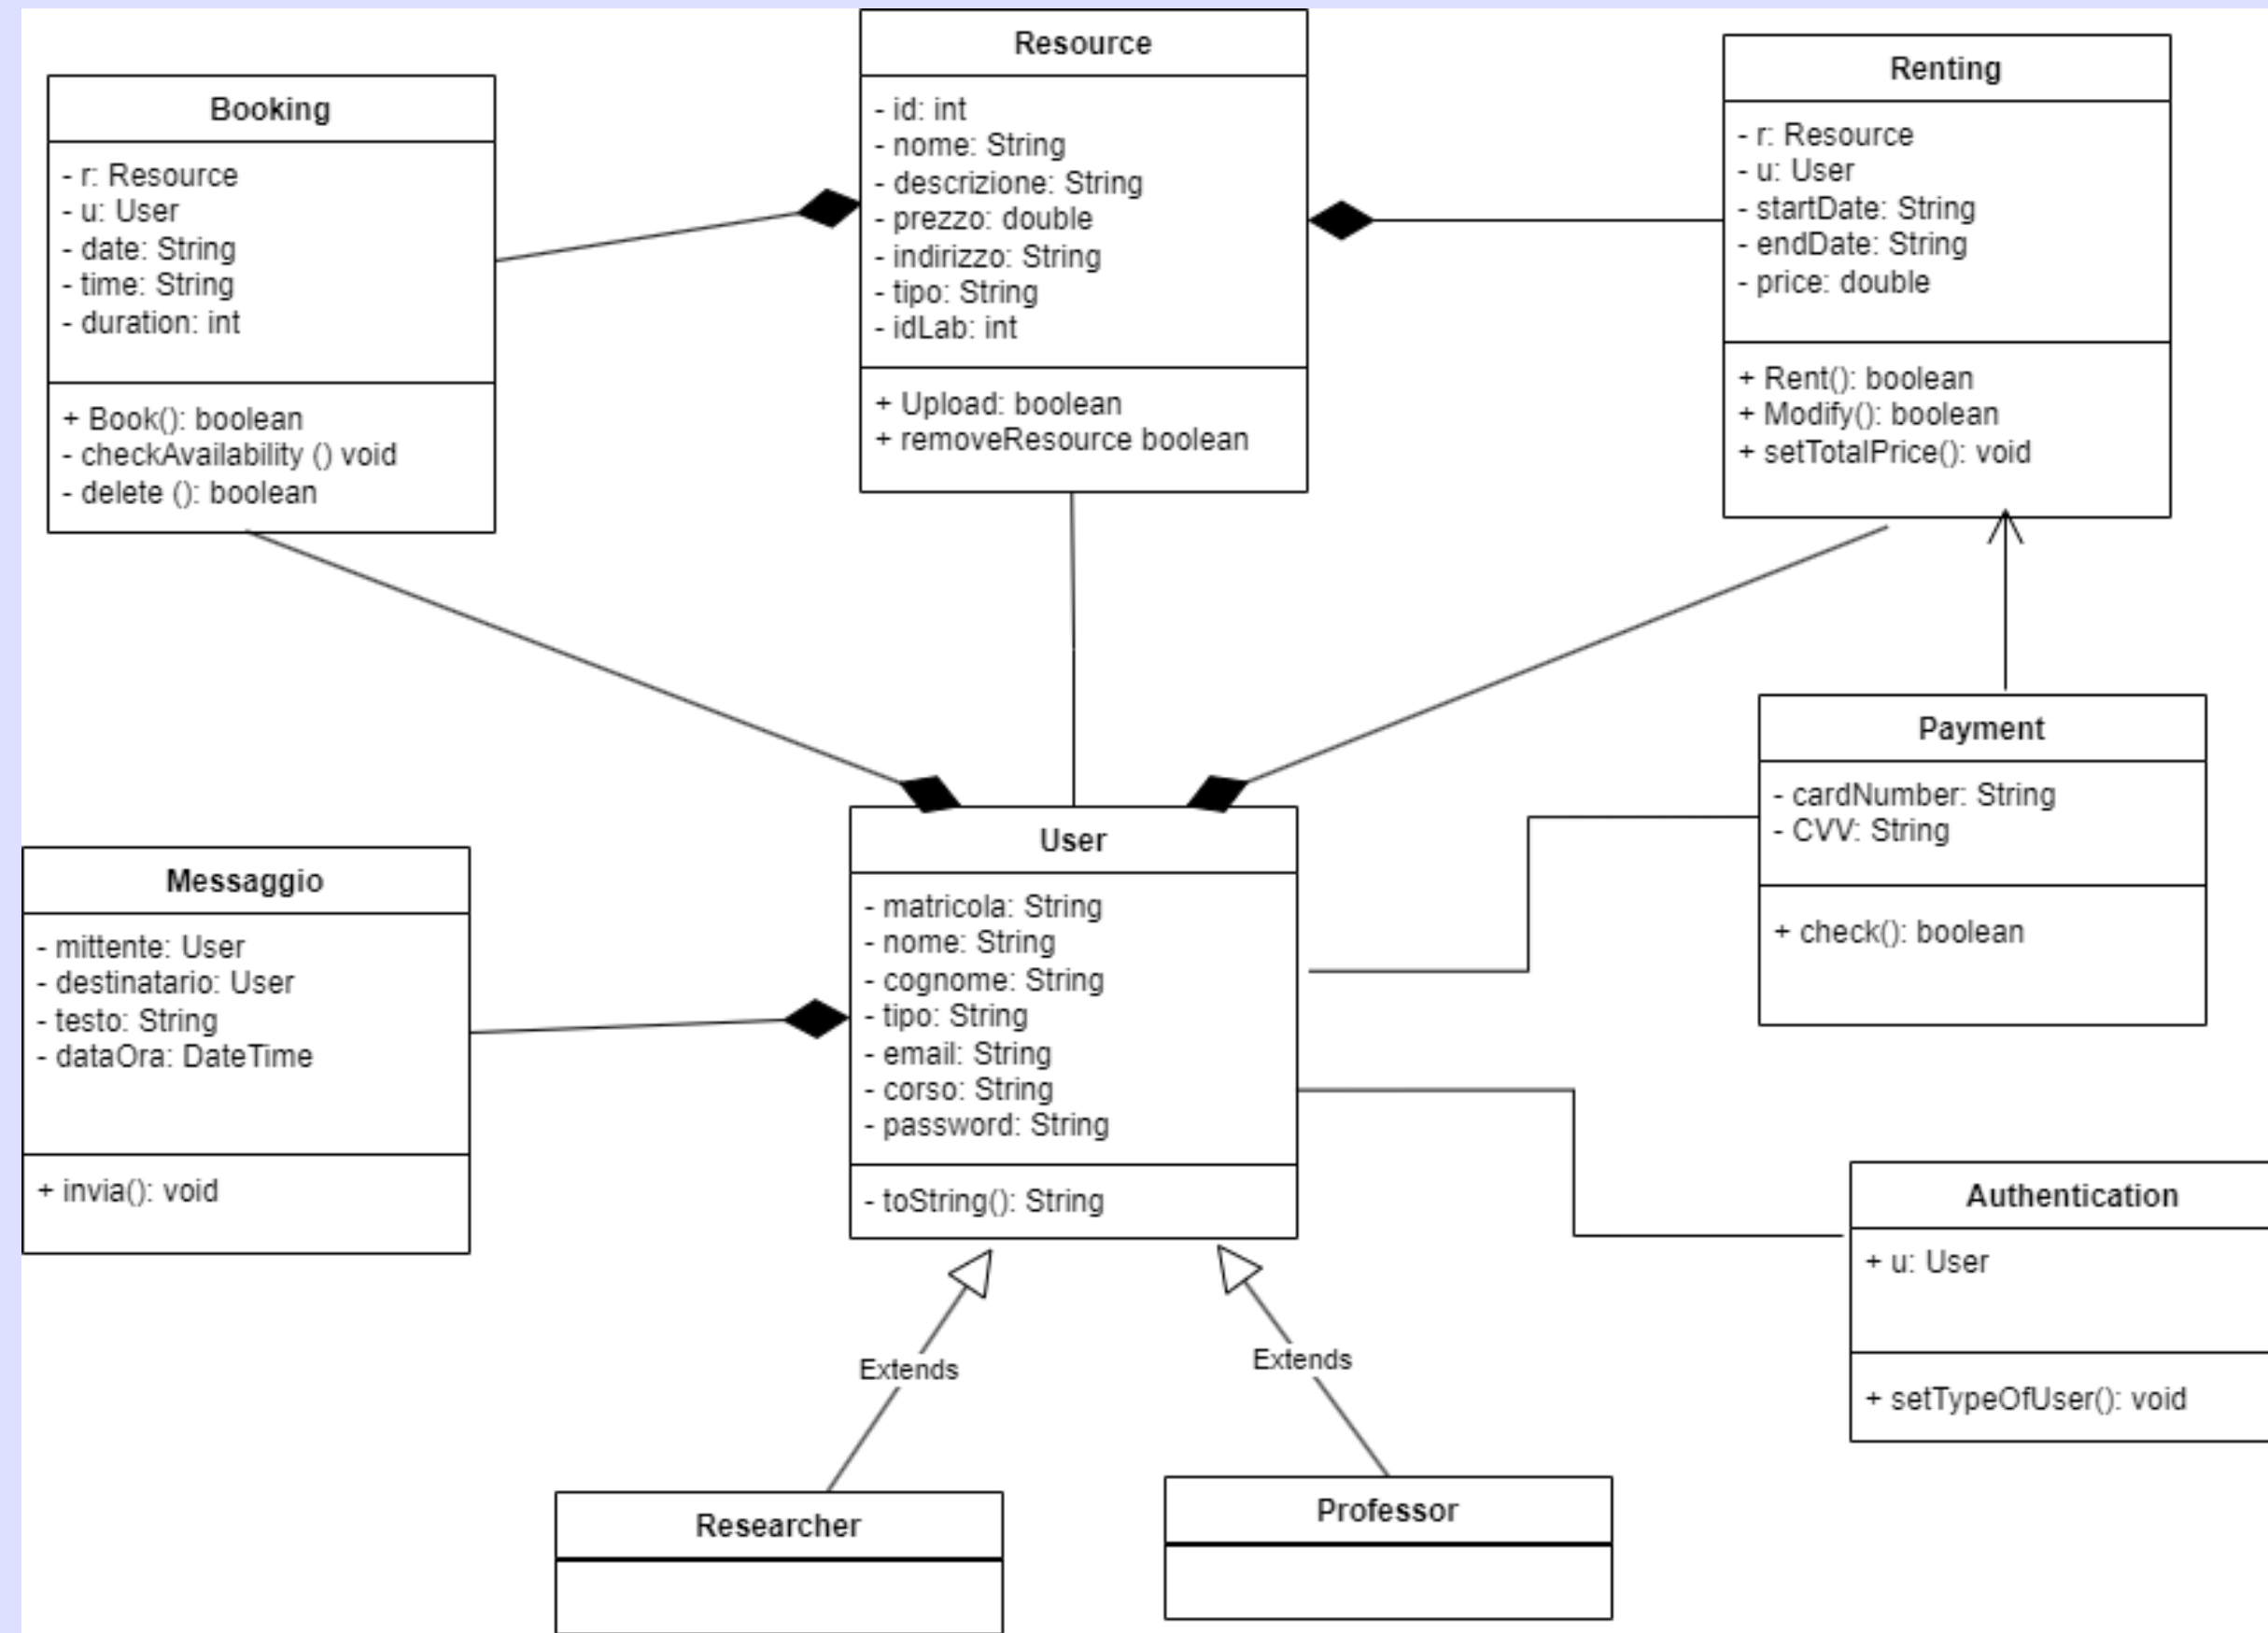 Booking
- r: Resource
- u: User
- date: String
- time: String
- duration: int
+ Book(): boolean
- checkAvailability () void
- delete (): boolean
Resource
- id: int
- nome: String
- descrizione: String
- prezzo: double
- indirizzo: String
- tipo: String
- idLab: int
+ Upload: boolean
+ removeResource boolean
Renting
- r: Resource
- u: User
- startDate: String
- endDate: String
- price: double
+ Rent(): boolean
+ Modify(): boolean
+ setTotalPrice(): void
Messaggio
- mittente: User
- destinatario: User
- testo: String
- dataOra: DateTime
+ invia(): void
User
- matricola: String
- nome: String
- cognome: String
- tipo: String
- email: String
- corso: String
- password: String
- toString(): String
Payment
- cardNumber: String
- CVV: String
+ check(): boolean
Authentication
+ u: User
+ setTypeOfUser(): void
Extends
Extends
Researcher
Professor